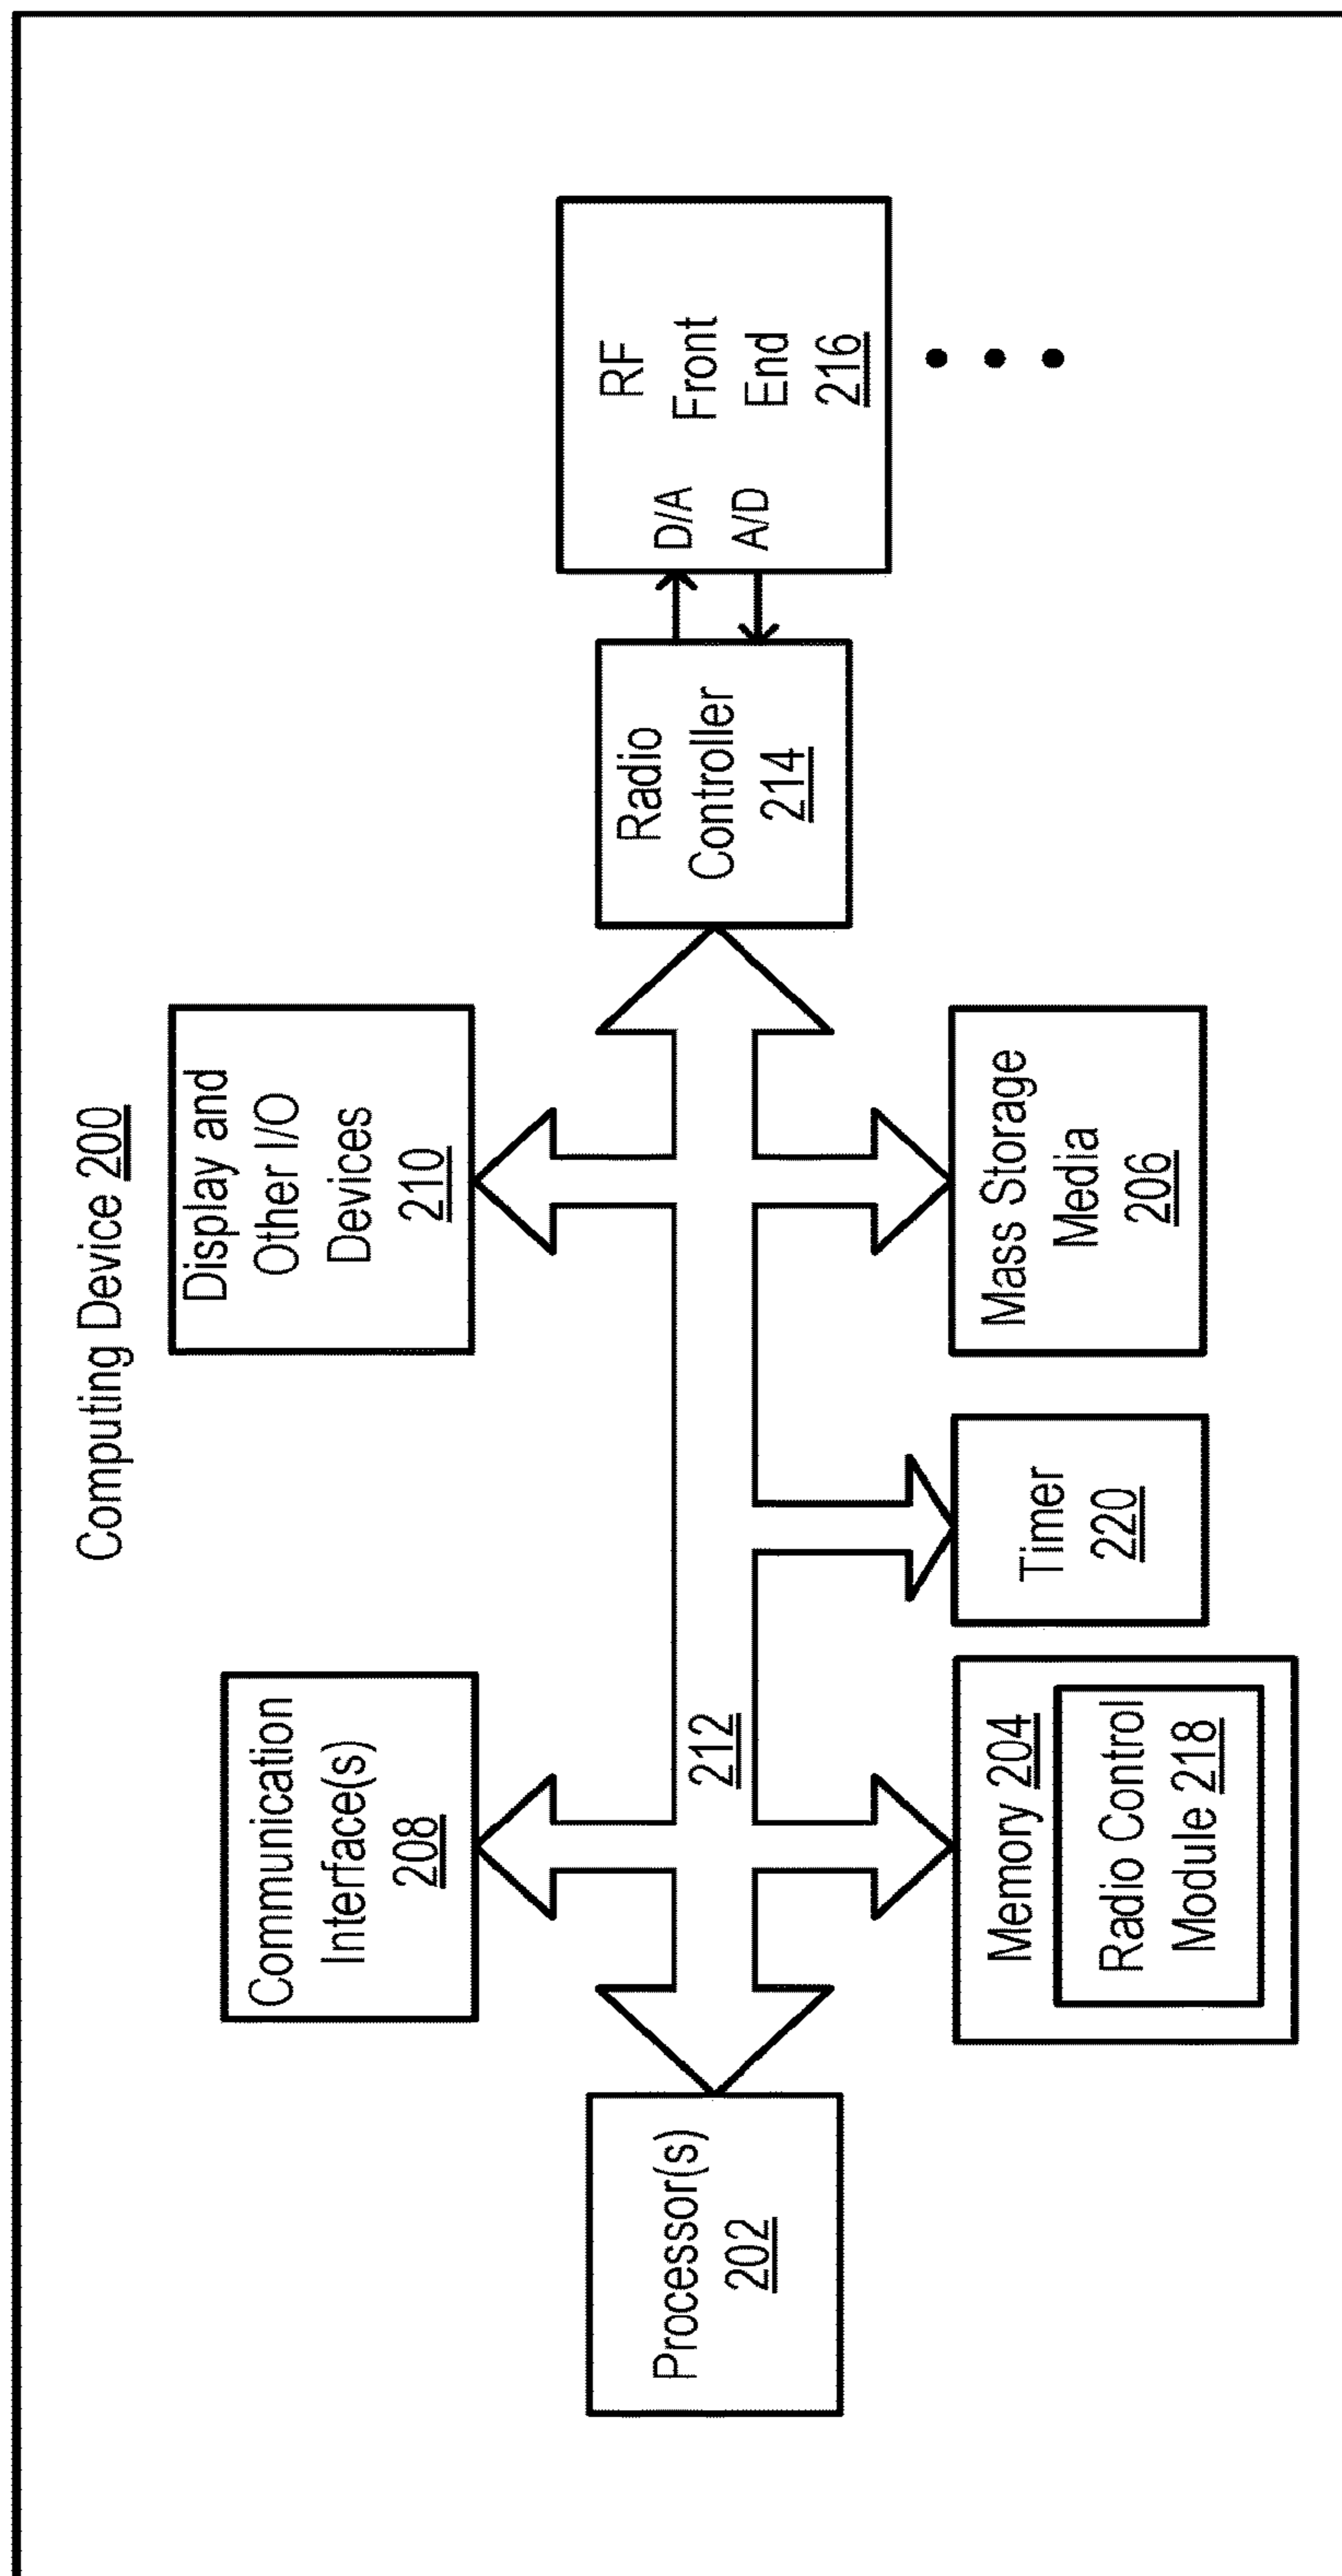 Computing Device 200
Communication
Interface(s)
208
Display and
Other I/O
Devices
210
Processor(s)
202
212
Radio
Controller
214
D/A
A/D
RF
Front
End
216
Memory 204
Radio Control
Module 218
Timer
220
Mass Storage
Media
206